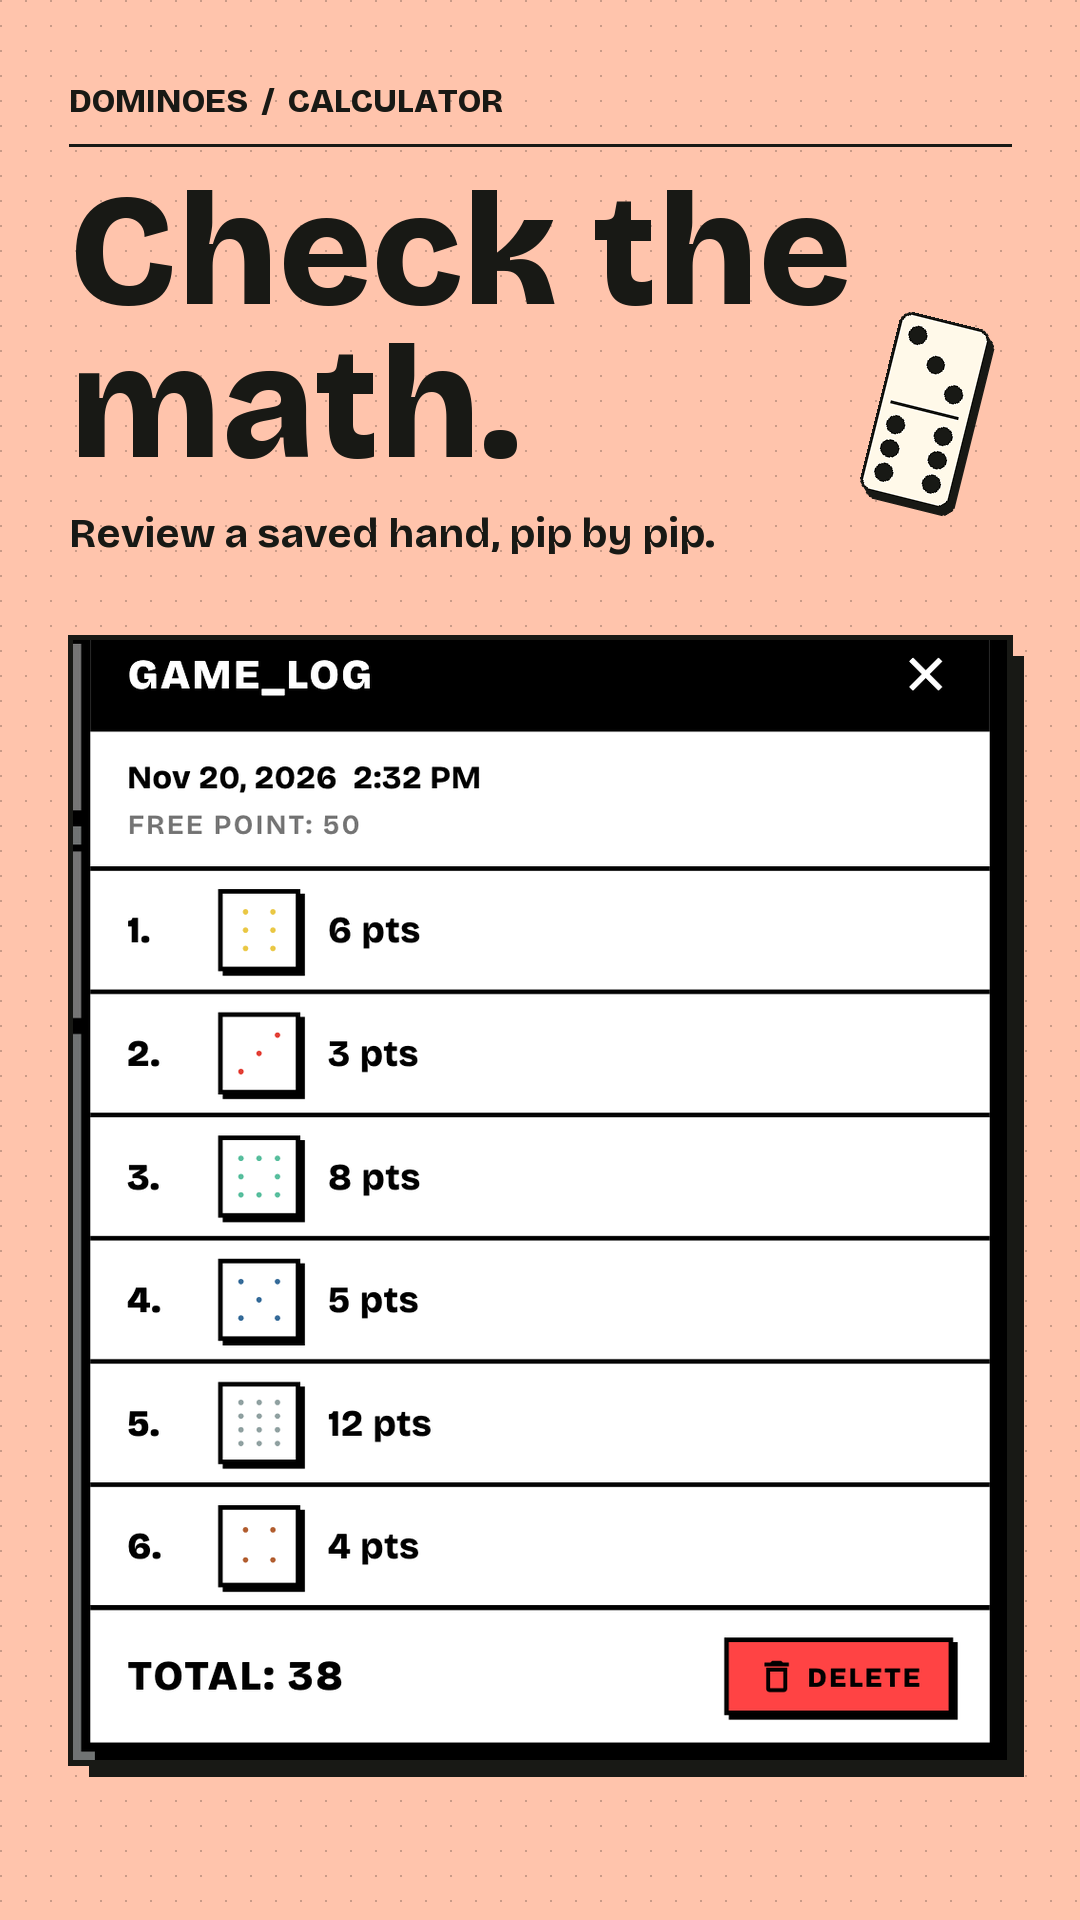 DOMINOES / CALCULATOR
Check the
math.
Review a saved hand, pip by pip.
GAME_LOG
Nov 20, 2026 2:32 PM
FREE POINT: 50
1. 6 pts
2. 3 pts
3. 8 pts
4. 5 pts
5. 12 pts
6. 4 pts
TOTAL: 38
DELETE